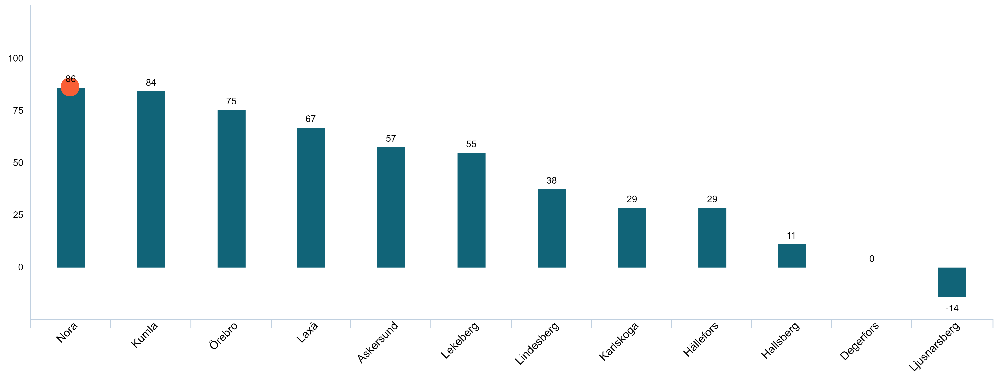 100
75
50
25
0
86
84
75
67
57
55
38
29
29
11
0
-14
Nora
Kumla
Örebro
Laxå
Askersund
Lekeberg
Lindesberg
Karlskoga
Hällefors
Hallsberg
Degerfors
Ljusnarsberg